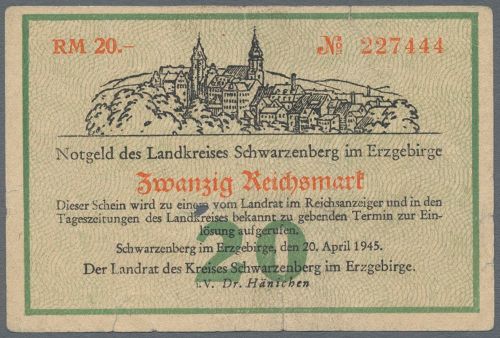 RM 20.– № 227444
Notgeld des Landkreises Schwarzenberg im Erzgebirge
Zwanzig Reichsmark
Dieser Schein wird zu einem vom Landrat im Reichsanzeiger und in den
Tageszeitungen des Landkreises bekannt zu gebenden Termin zur Ein-
lösung aufgerufen.
20
Schwarzenberg im Erzgebirge, den 20. April 1945.
Der Landrat des Kreises Schwarzenberg im Erzgebirge.
i.V. Dr. Hänichen